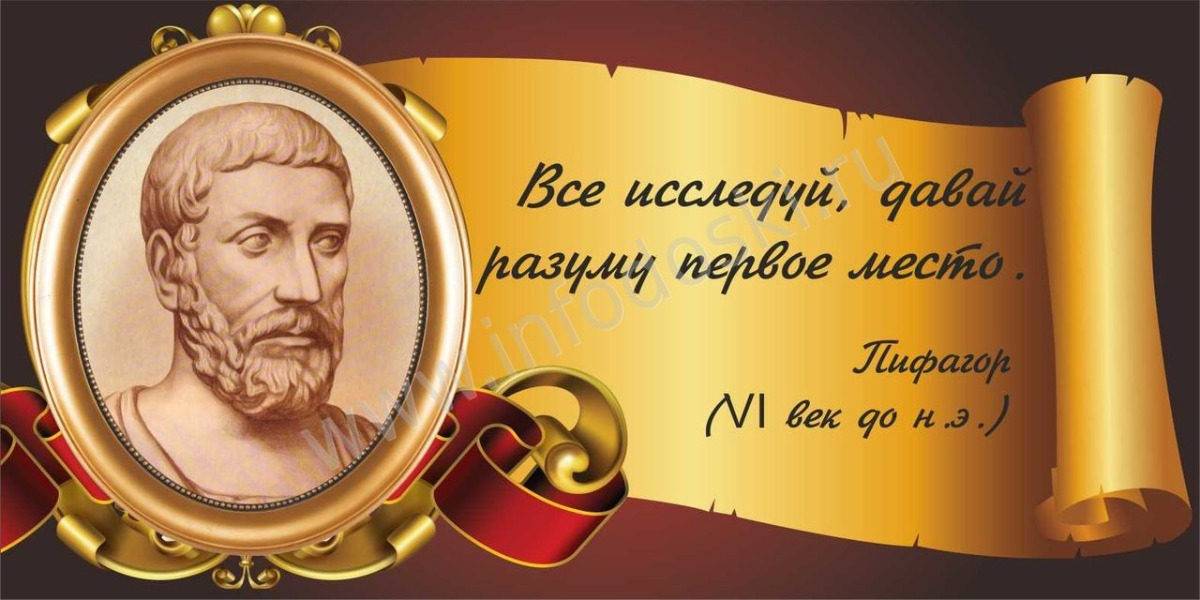 Все исследуй, давай
разуму первое место.
Пифагор
(VI век до н.э.)
www.infodoski.ru